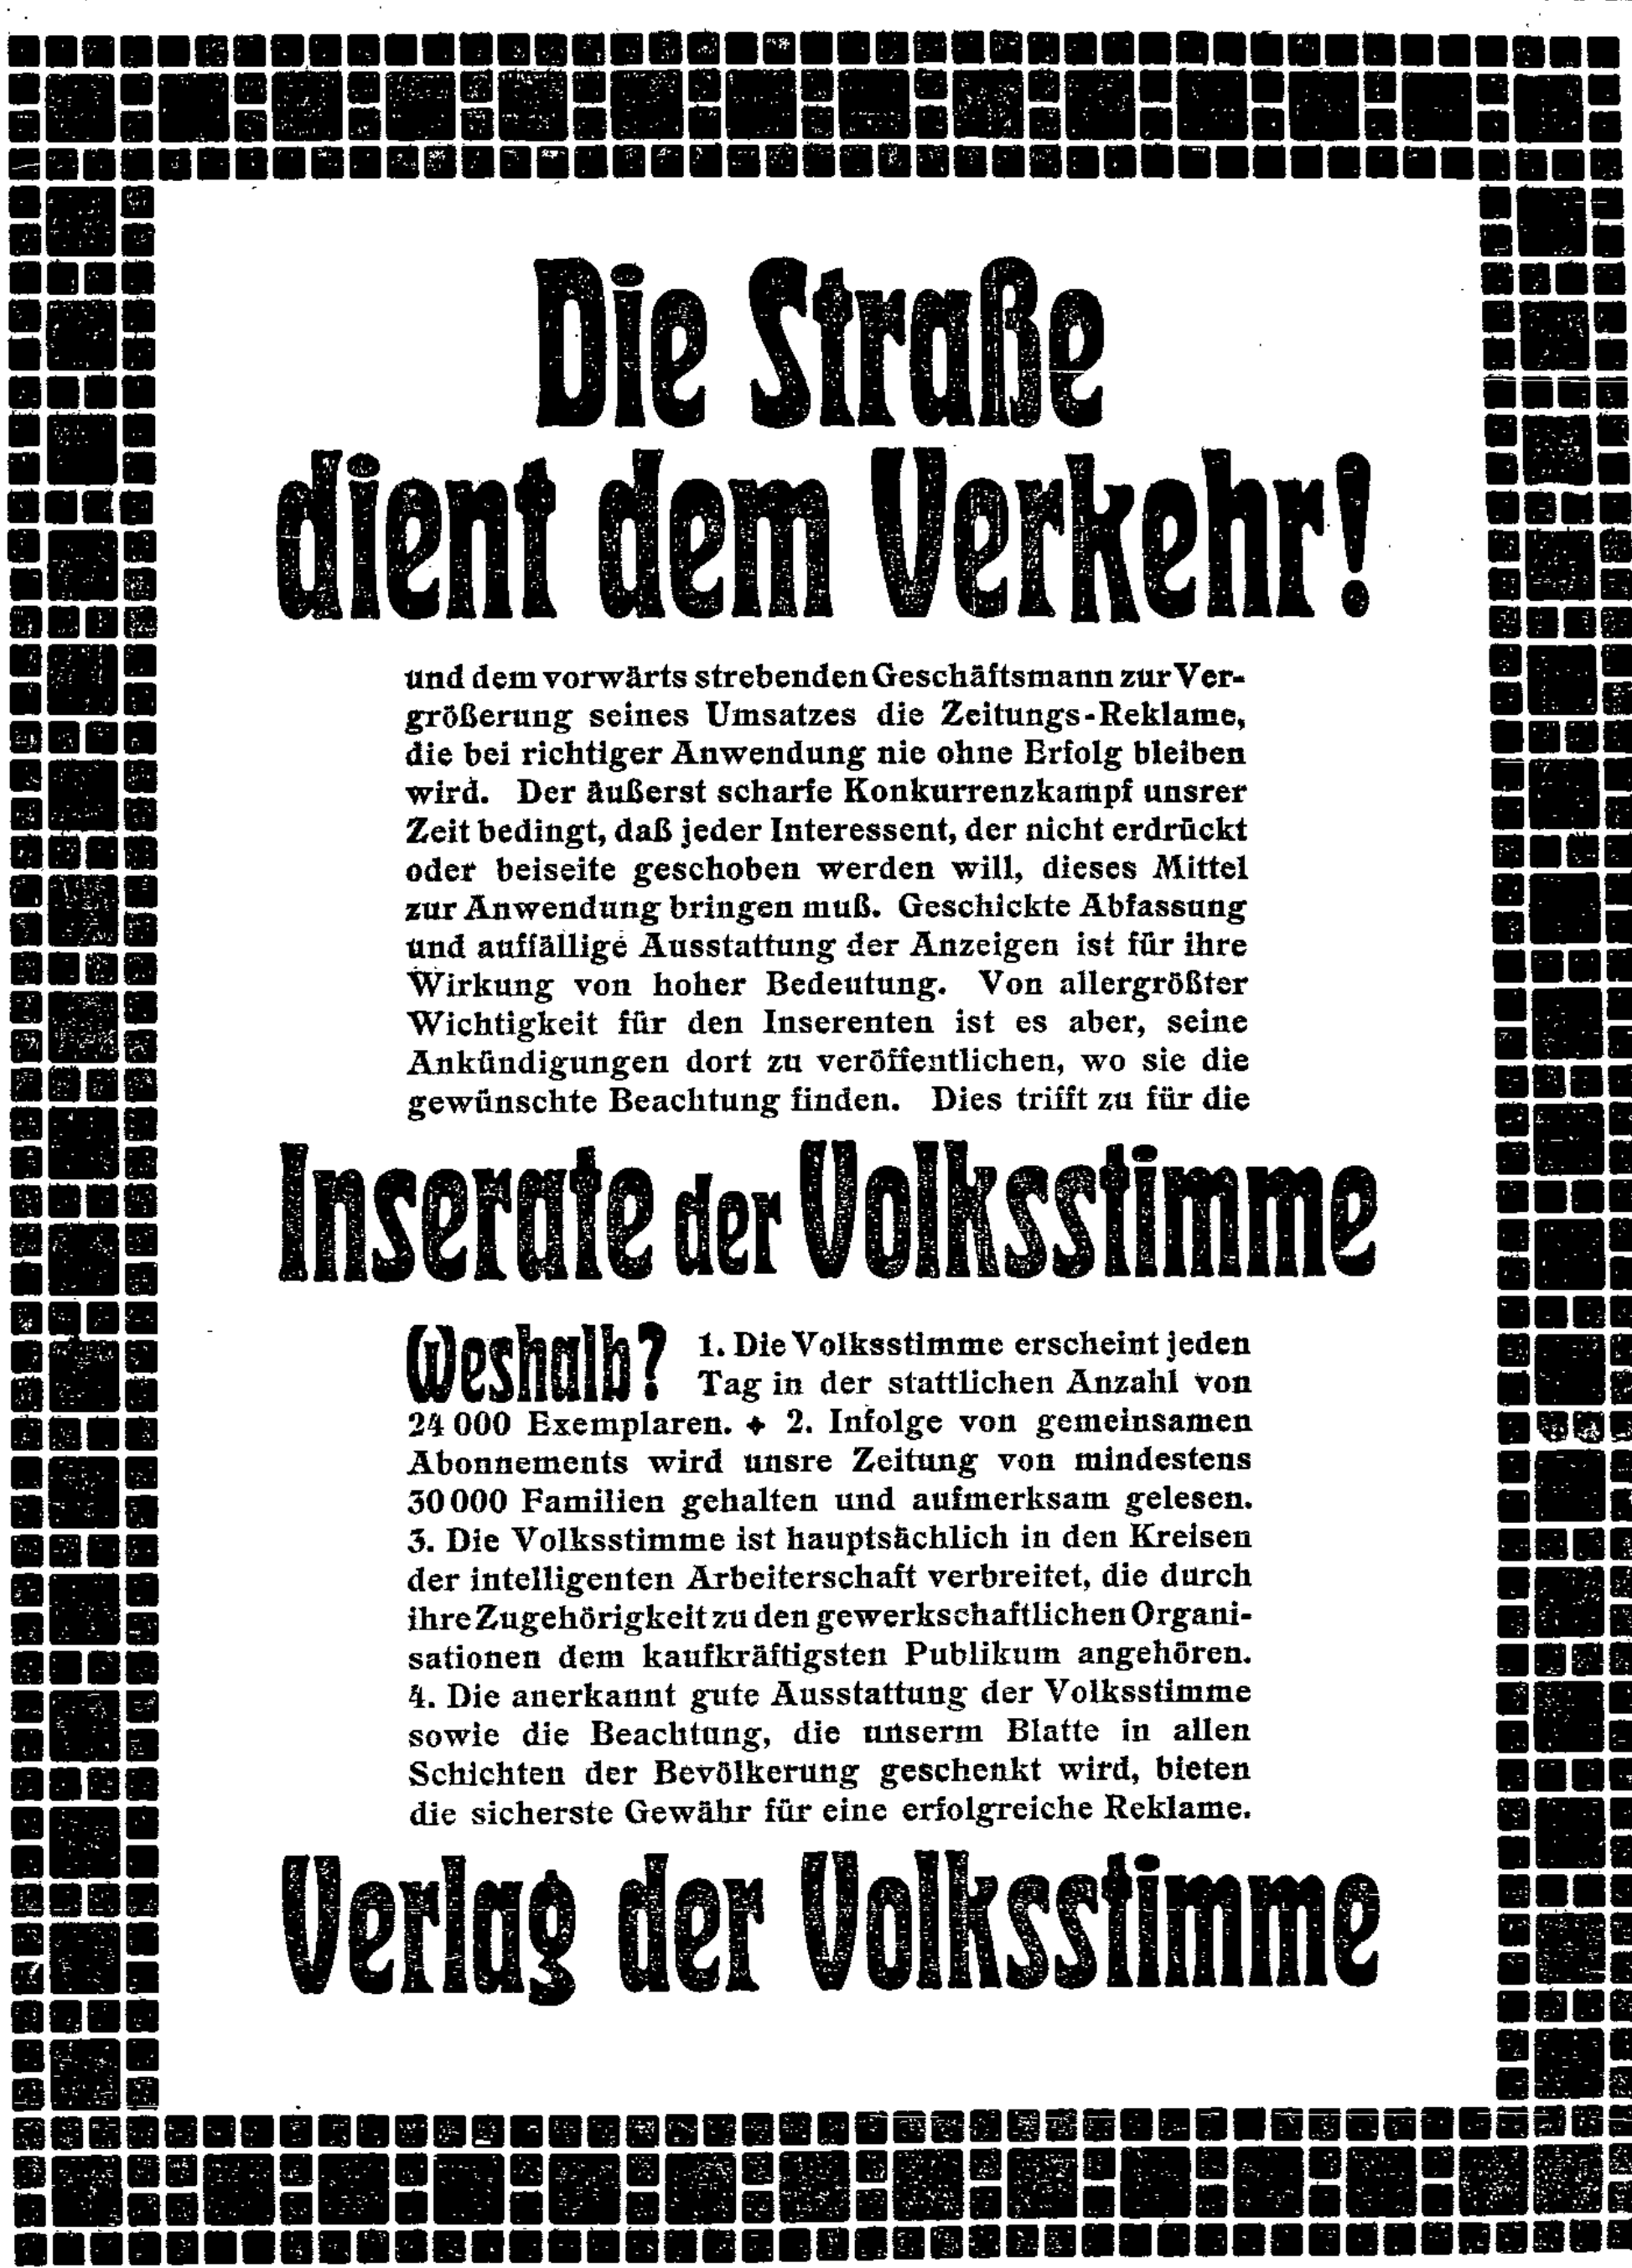 Die Straße
dient dem Verkehr!
und dem vorwärts strebenden Geschäftsmann zur Ver-
größerung seines Umsatzes die Zeitungs-Reklame,
die bei richtiger Anwendung nie ohne Erfolg bleiben
wird. Der äußerst scharfe Konkurrenzkampf unsrer
Zeit bedingt, daß jeder Interessent, der nicht erdrückt
oder beiseite geschoben werden will, dieses Mittel
zur Anwendung bringen muß. Geschickte Abfassung
und auffällige Ausstattung der Anzeigen ist für ihre
Wirkung von hoher Bedeutung. Von allergrößter
Wichtigkeit für den Inserenten ist es aber, seine
Ankündigungen dort zu veröffentlichen, wo sie die
gewünschte Beachtung finden. Dies trifft zu für die
Inserate der Volksstimme
Weshalb? 1. Die Volksstimme erscheint jeden
Tag in der stattlichen Anzahl von
24 000 Exemplaren. ✦ 2. Infolge von gemeinsamen
Abonnements wird unsre Zeitung von mindestens
30 000 Familien gehalten und aufmerksam gelesen.
3. Die Volksstimme ist hauptsächlich in den Kreisen
der intelligenten Arbeiterschaft verbreitet, die durch
ihre Zugehörigkeit zu den gewerkschaftlichen Organi-
sationen dem kaufkräftigsten Publikum angehören.
4. Die anerkannt gute Ausstattung der Volksstimme
sowie die Beachtung, die unserm Blatte in allen
Schichten der Bevölkerung geschenkt wird, bieten
die sicherste Gewähr für eine erfolgreiche Reklame.
Verlag der Volksstimme